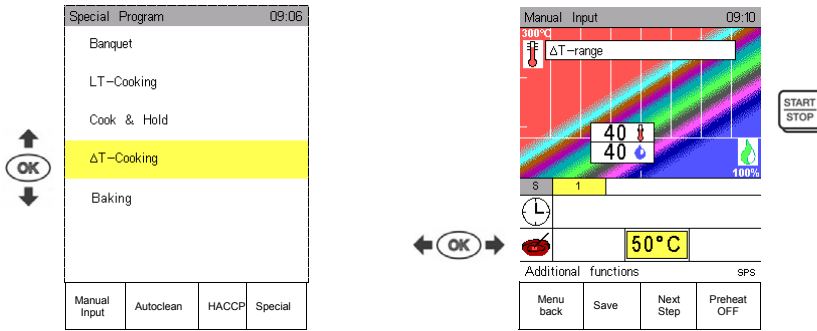 Special Program 09:06
Banquet
LT-Cooking
Cook & Hold
ΔT-Cooking
Baking
OK
Manual Input
Autoclean
HACCP
Special
Manual Input 09:10
300°C
ΔT-range
40
40
100%
S 1
50°C
OK
Additional functions SPS
Menu back
Save
Next Step
Preheat OFF
START
STOP